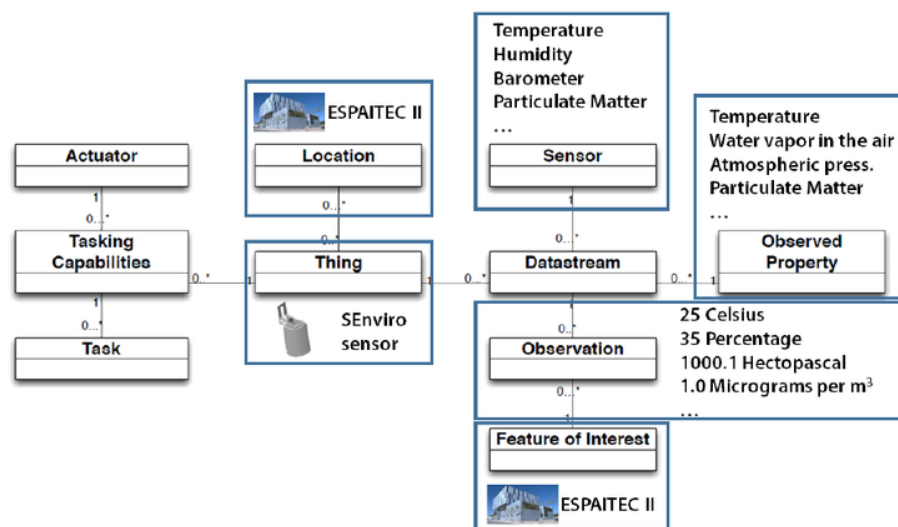 Temperature
Humidity
Barometer
Particulate Matter
...
ESPAITEC II
Temperature
Water vapor in the air
Atmospheric press.
Particulate Matter
...
Actuator
Location
Sensor
1
0...*
0...*
1
Tasking
Capabilities
0..*
1
0..*
Thing
1
0...*
0...*
Datastream
0...*
1
Observed
Property
1
0...*
SEnviro
sensor
1
0..*
25 Celsius
35 Percentage
1000.1 Hectopascal
1.0 Micrograms per m³
...
Task
Observation
0...*
1
Feature of Interest
ESPAITEC II